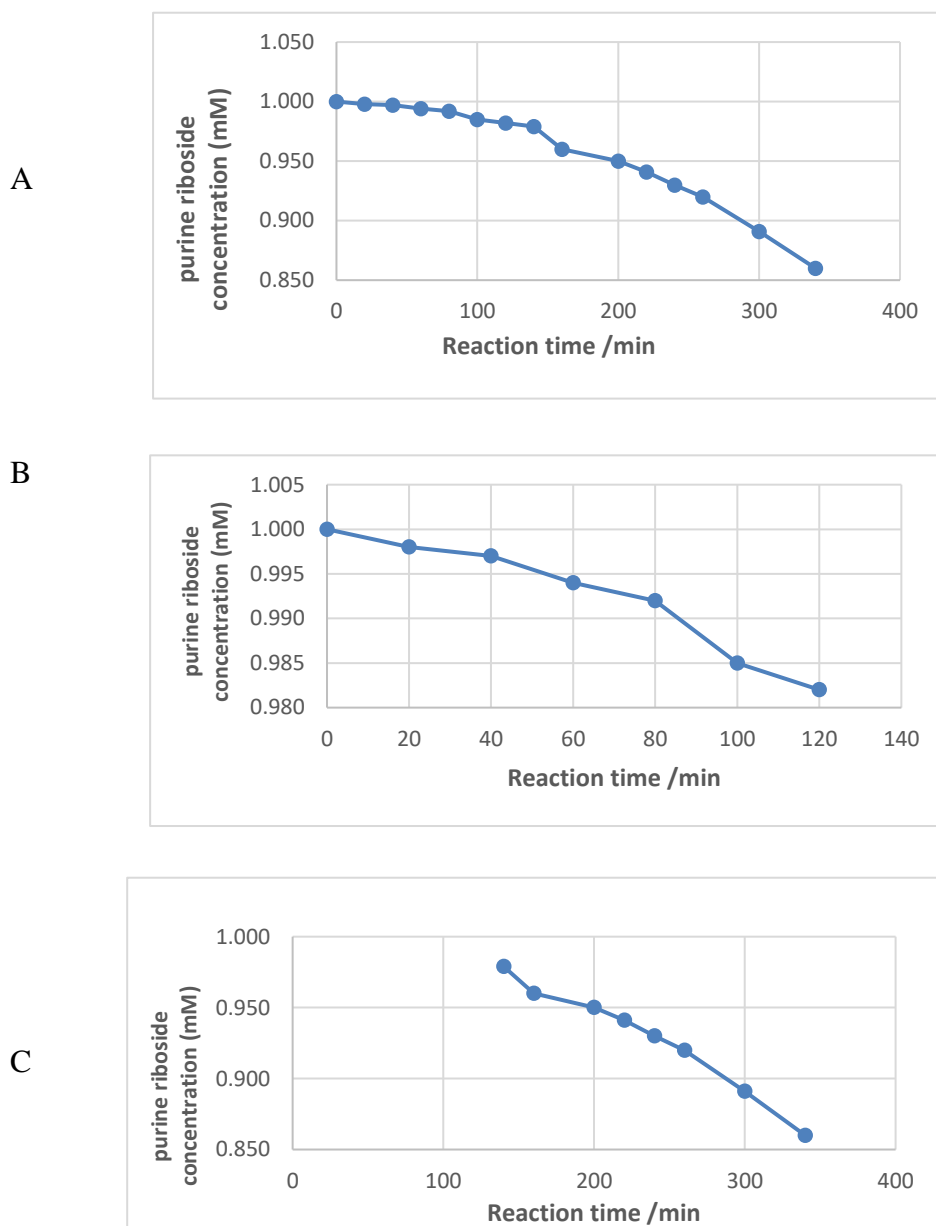 A
purine riboside
concentration (mM)
1.050
1.000
0.950
0.900
0.850
0
100
200
300
400
Reaction time /min
B
purine riboside
concentration (mM)
1.005
1.000
0.995
0.990
0.985
0.980
0
20
40
60
80
100
120
140
Reaction time /min
C
purine riboside
concentration (mM)
1.000
0.950
0.900
0.850
0
100
200
300
400
Reaction time /min